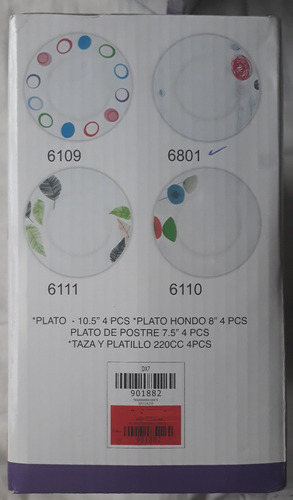 6109 6801
6111 6110
*PLATO - 10.5" 4 PCS *PLATO HONDO 8" 4 PCS
PLATO DE POSTRE 7.5" 4 PCS
*TAZA Y PLATILLO 220CC 4PCS
901882
901882